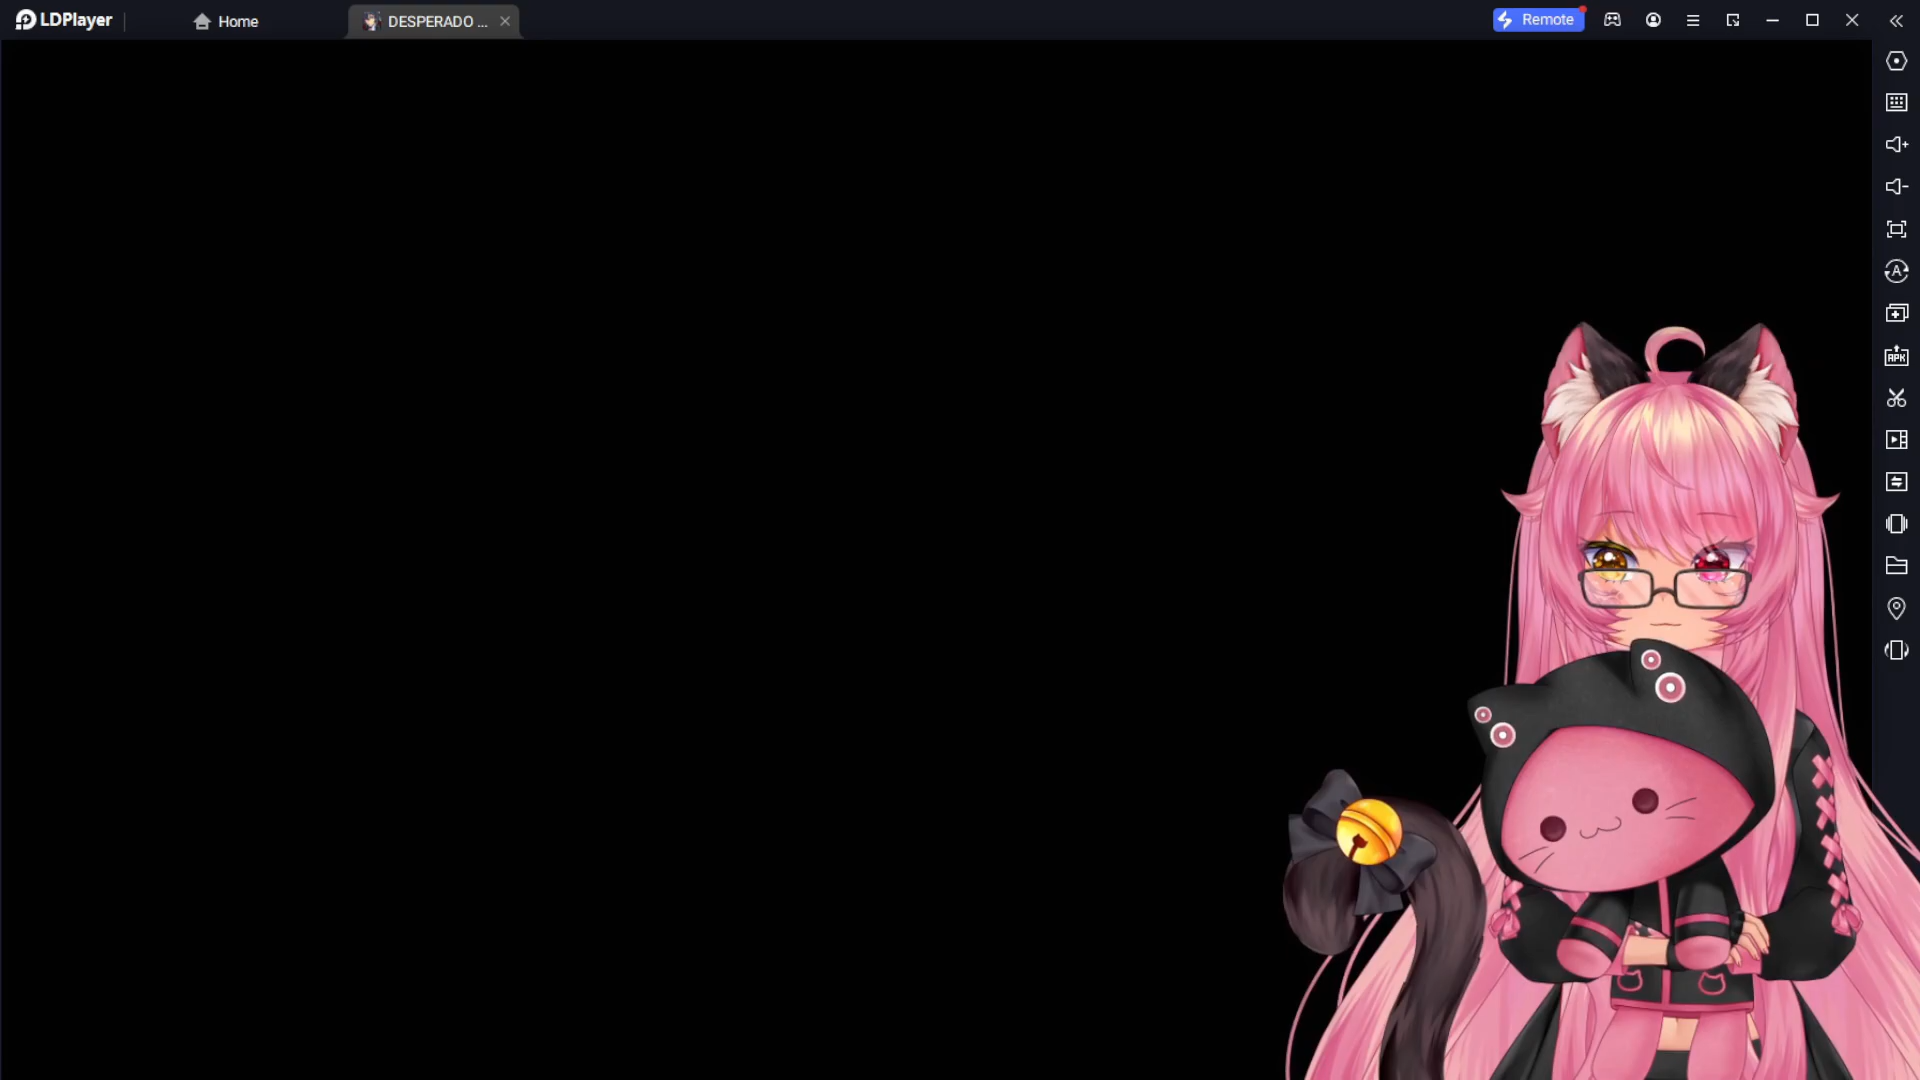 LDPlayer
Home
DESPERADO ...
Remote
A
APK